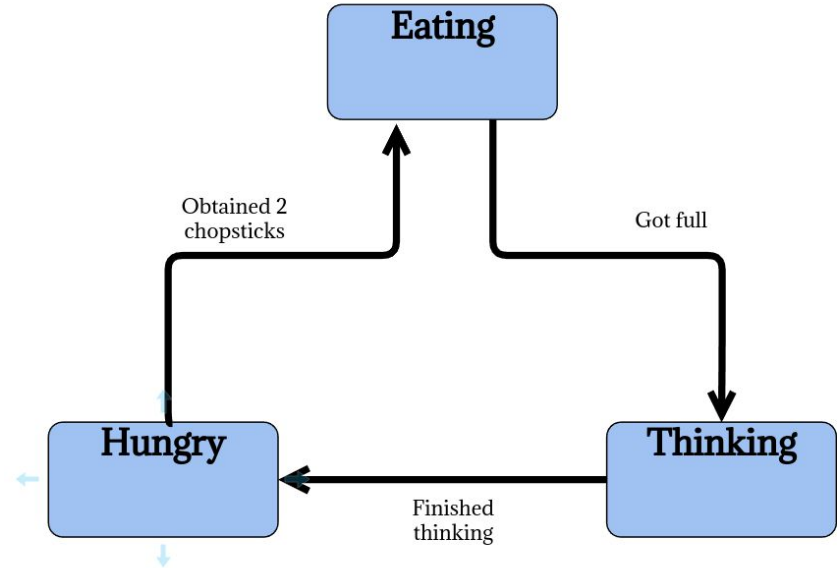 Eating
Obtained 2
chopsticks
Got full
Hungry
Thinking
Finished
thinking